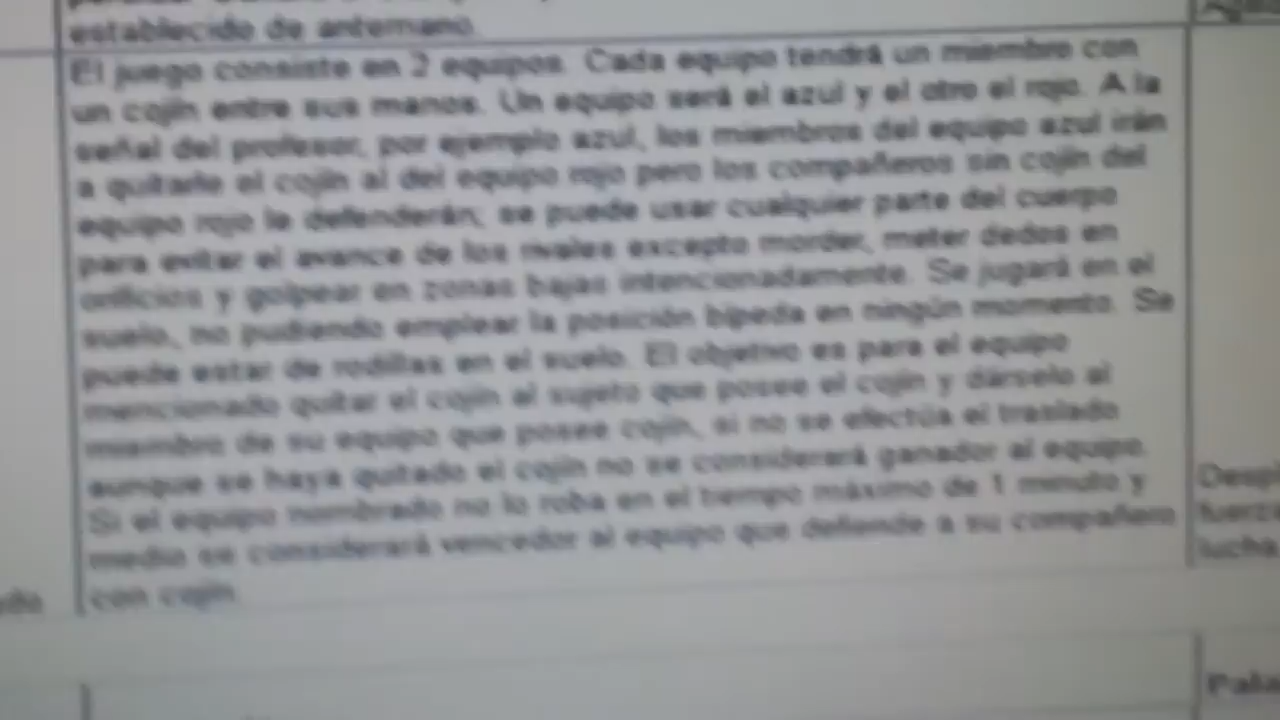 establecido de antemano.
El juego consiste en 2 equipos. Cada equipo tendrá un miembro con
un cojín entre sus manos. Un equipo será el azul y el otro el rojo. A la
señal del profesor, por ejemplo azul, los miembros del equipo azul irán
a quitarle el cojín al del equipo rojo pero los compañeros sin cojín del
equipo rojo le defenderán; se puede usar cualquier parte del cuerpo
para evitar el avance de los rivales excepto morder, meter dedos en
orificios y golpear en zonas bajas intencionadamente. Se jugará en el
suelo, no pudiendo emplear la posición bípeda en ningún momento. Se
puede estar de rodillas en el suelo. El objetivo es para el equipo
mencionado quitar el cojín al sujeto que posee el cojín y dárselo al
miembro de su equipo que posee cojín, si no se efectúa el traslado
aunque se haya quitado el cojín no se considerará ganador al equipo.
Si el equipo nombrado no lo roba en el tiempo máximo de 1 minuto y
medio se considerará vencedor al equipo que defiende a su compañero
con cojín.
lucha